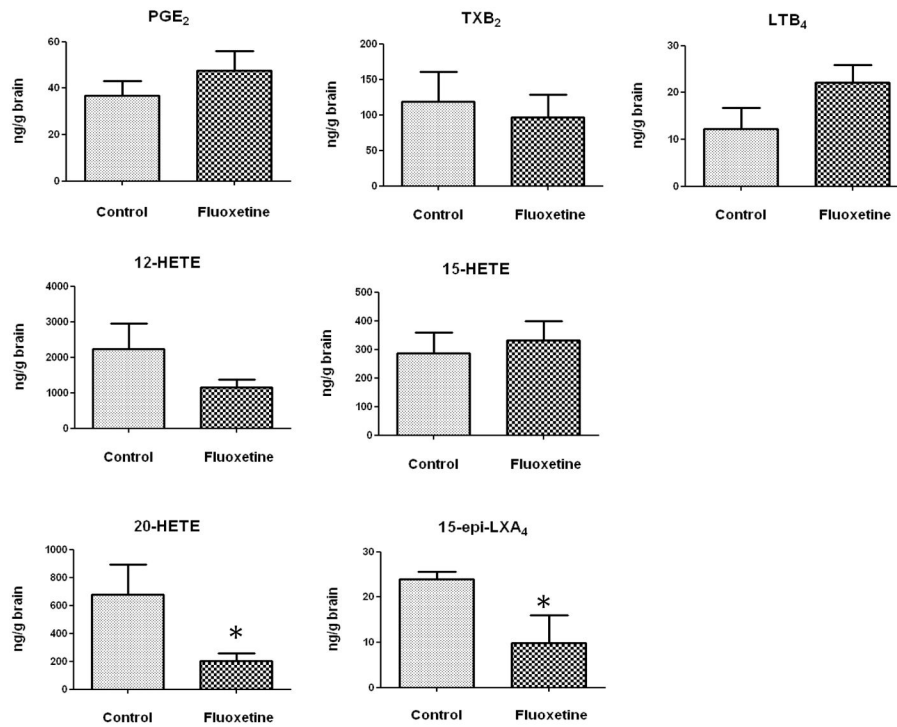 PGE₂
ng/g brain
60
40
20
0
Control Fluoxetine
TXB₂
ng/g brain
200
150
100
50
0
Control Fluoxetine
LTB₄
ng/g brain
30
20
10
0
Control Fluoxetine
12-HETE
ng/g brain
4000
3000
2000
1000
0
Control Fluoxetine
15-HETE
ng/g brain
500
400
300
200
100
0
Control Fluoxetine
20-HETE
ng/g brain
1000
800
600
400
200
0
*
Control Fluoxetine
15-epi-LXA₄
ng/g brain
30
20
10
0
*
Control Fluoxetine